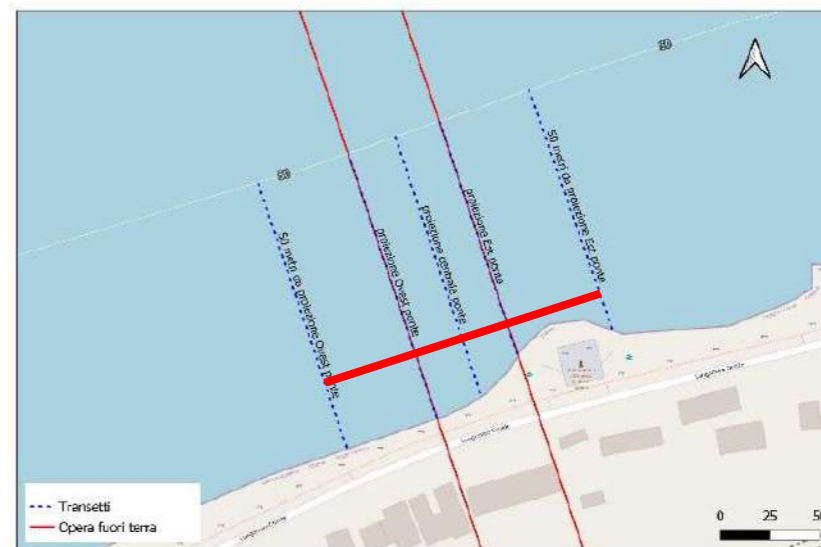 50
50
50 metri da proiezione Ovest ponte
proiezione Ovest ponte
proiezione centrale ponte
proiezione Est ponte
50 metri da proiezione Est ponte
Transetti
Opera fuori terra
0 25 50